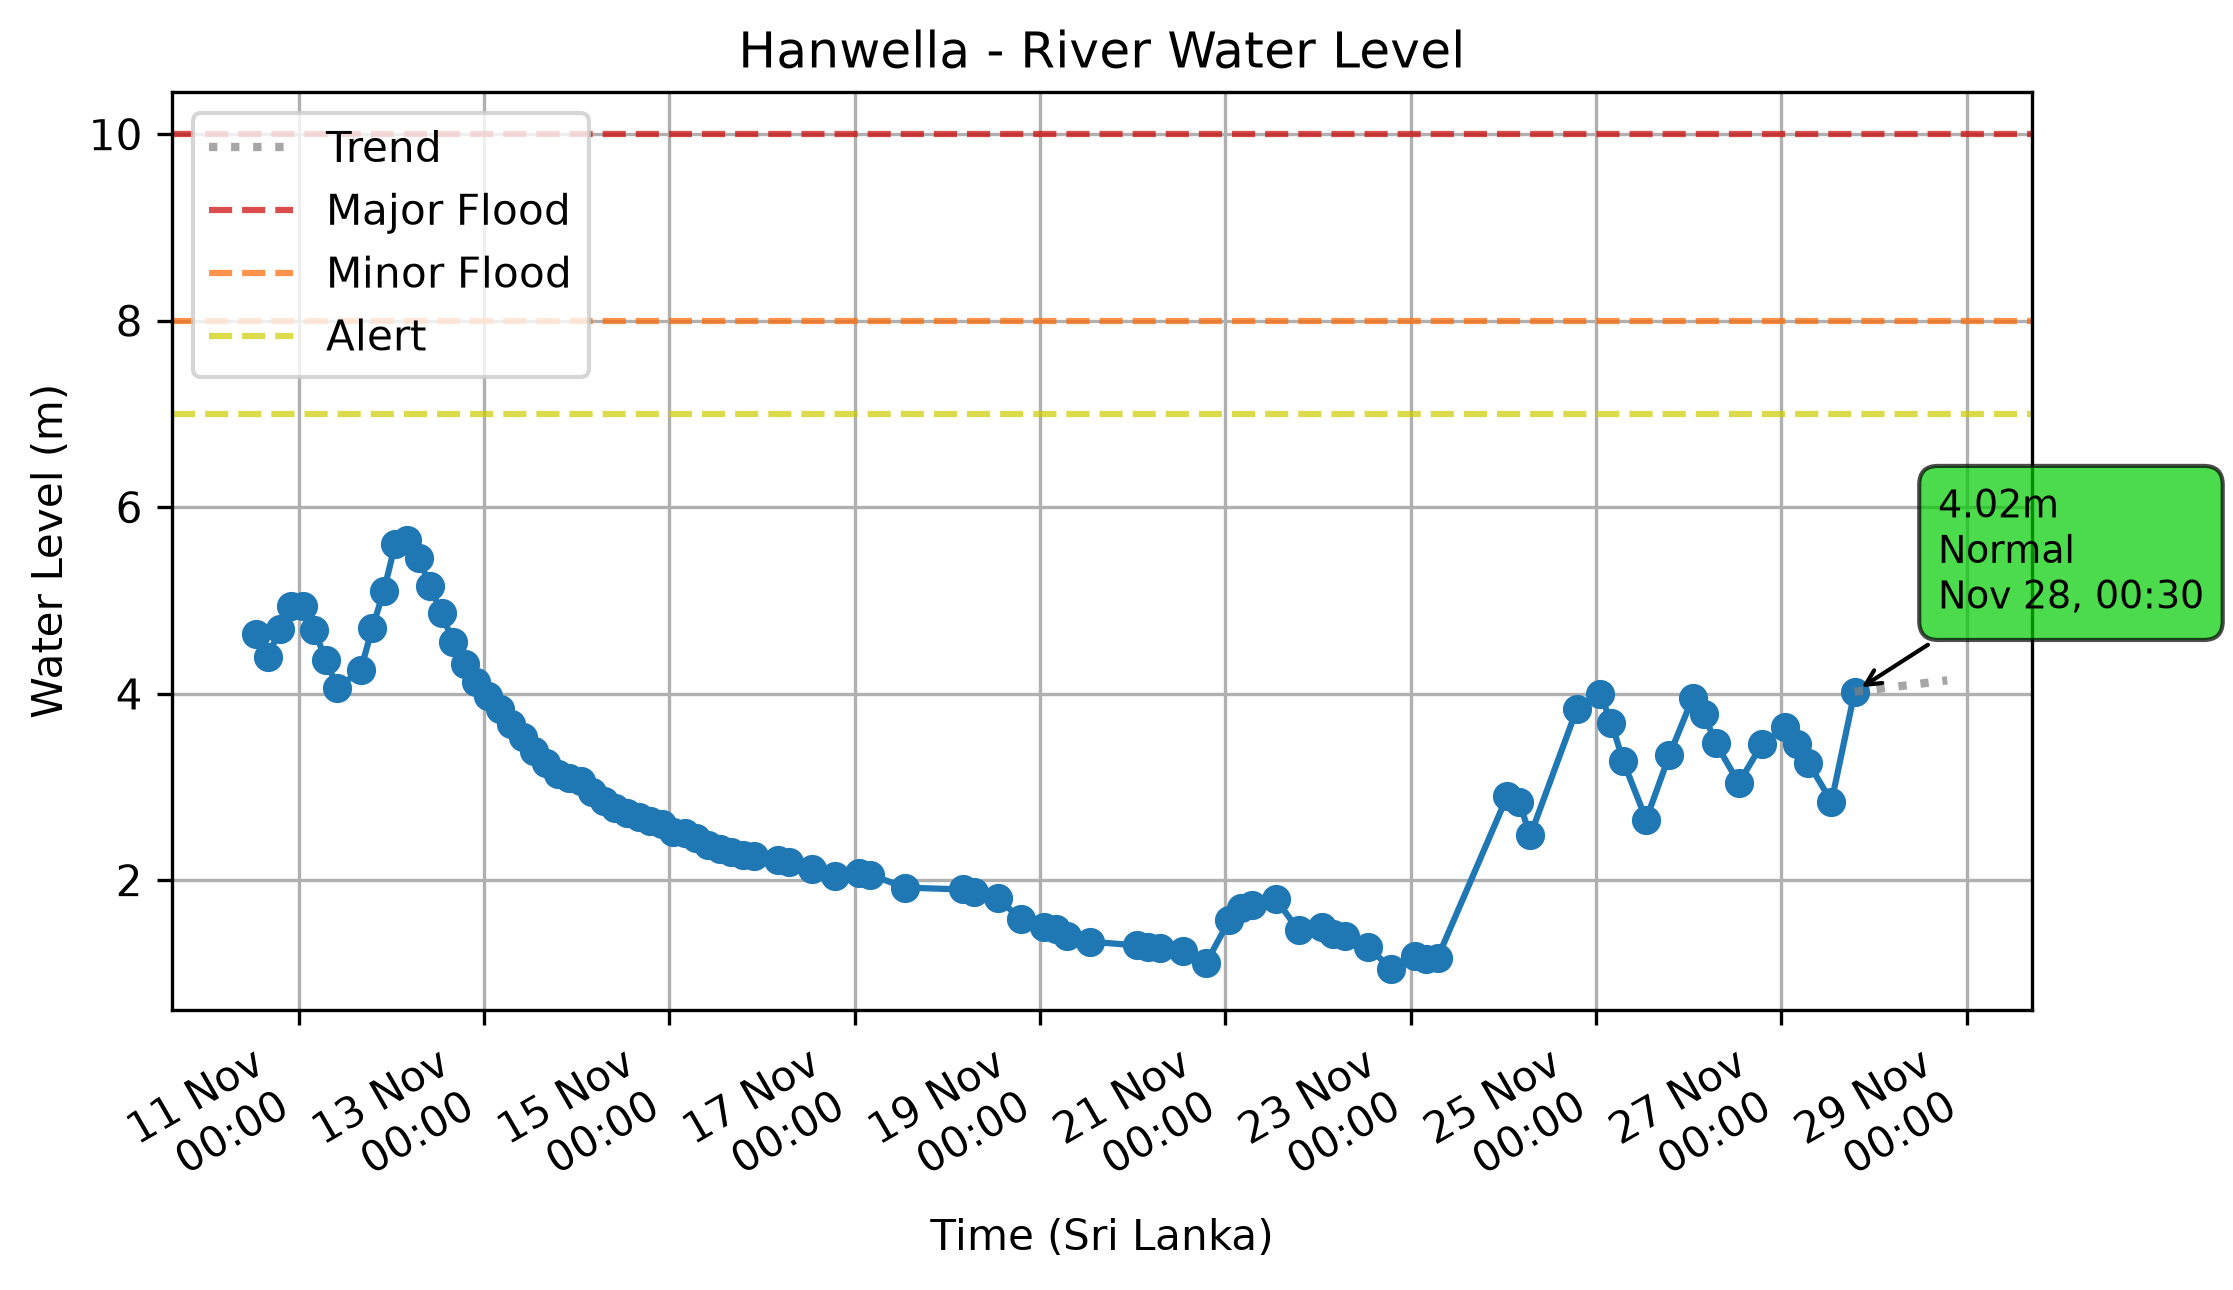 Hanwella - River Water Level
10
8
6
4
2
Water Level (m)
Trend
Major Flood
Minor Flood
Alert
4.02m
Normal
Nov 28, 00:30
11 Nov
00:00
13 Nov
00:00
15 Nov
00:00
17 Nov
00:00
19 Nov
00:00
21 Nov
00:00
23 Nov
00:00
25 Nov
00:00
27 Nov
00:00
29 Nov
00:00
Time (Sri Lanka)